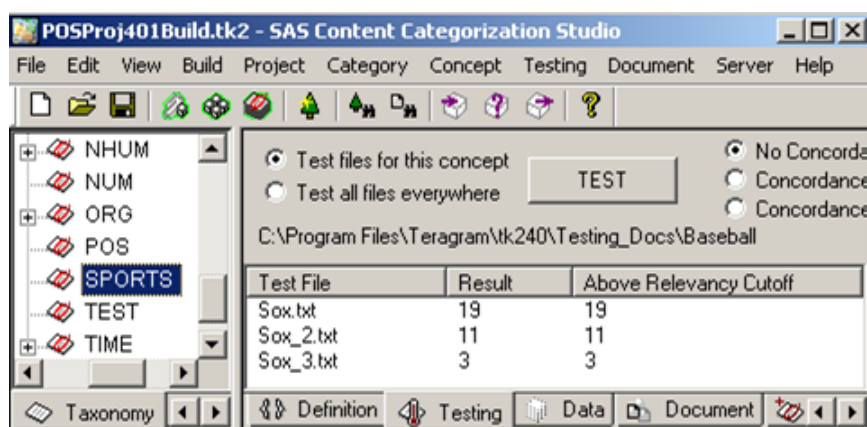 POSProj401Build.tk2 - SAS Content Categorization Studio
File Edit View Build Project Category Concept Testing Document Server Help
NHUM
NUM
ORG
POS
SPORTS
TEST
TIME
Taxonomy
Test files for this concept
Test all files everywhere
TEST
No Concorda
Concordance
Concordance
C:\Program Files\Teragram\tk240\Testing_Docs\Baseball
Test File Result Above Relevancy Cutoff
Sox.txt 19 19
Sox_2.txt 11 11
Sox_3.txt 3 3
Definition Testing Data Document